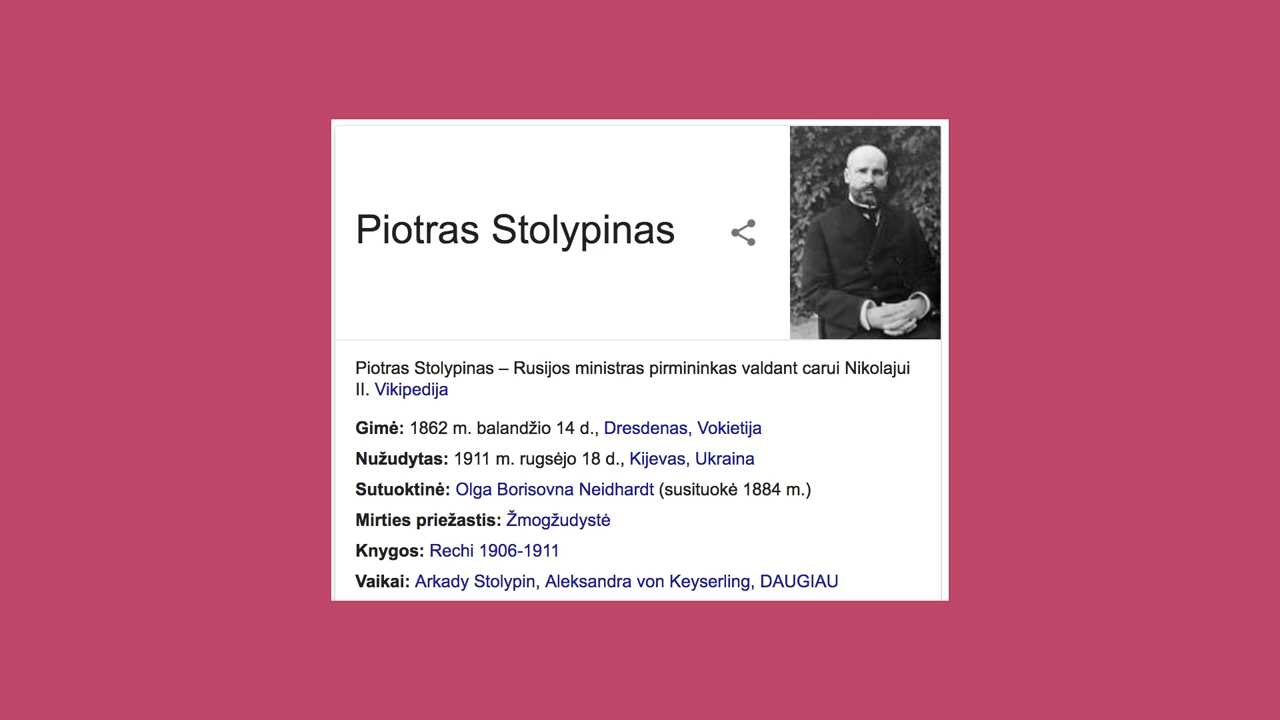 Piotras Stolypinas
Piotras Stolypinas – Rusijos ministras pirmininkas valdant carui Nikolajui
II. Vikipedija
Gimė: 1862 m. balandžio 14 d., Dresdenas, Vokietija
Nužudytas: 1911 m. rugsėjo 18 d., Kijevas, Ukraina
Sutuoktinė: Olga Borisovna Neidhardt (susituokė 1884 m.)
Mirties priežastis: Žmogžudystė
Knygos: Rechi 1906-1911
Vaikai: Arkady Stolypin, Aleksandra von Keyserling, DAUGIAU